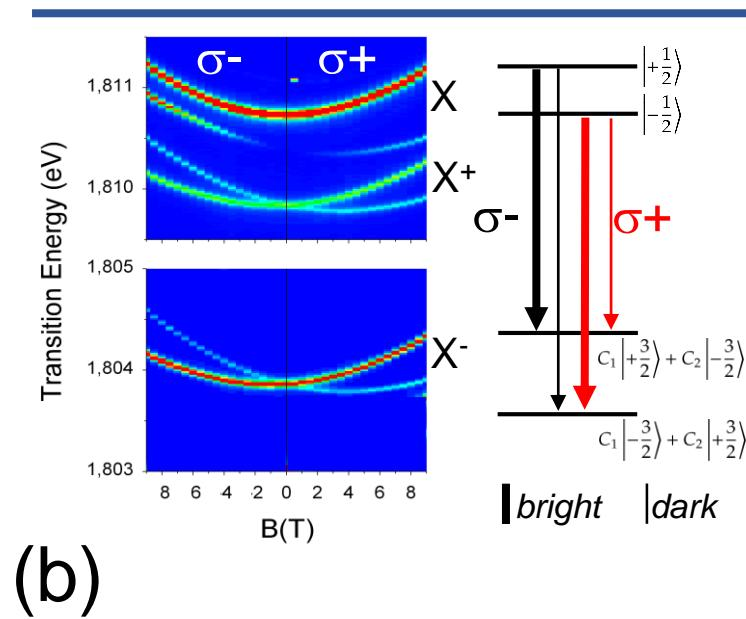 σ- σ+
1,811
1,810
X
X⁺
1,805
1,804
1,803
X⁻
Transition Energy (eV)
8 6 4 2 0 2 4 6 8
B(T)
|+1/2⟩
|-1/2⟩
σ- σ+
C₁|+3/2⟩ + C₂|-3/2⟩
C₁|-3/2⟩ + C₂|+3/2⟩
bright dark
(b)